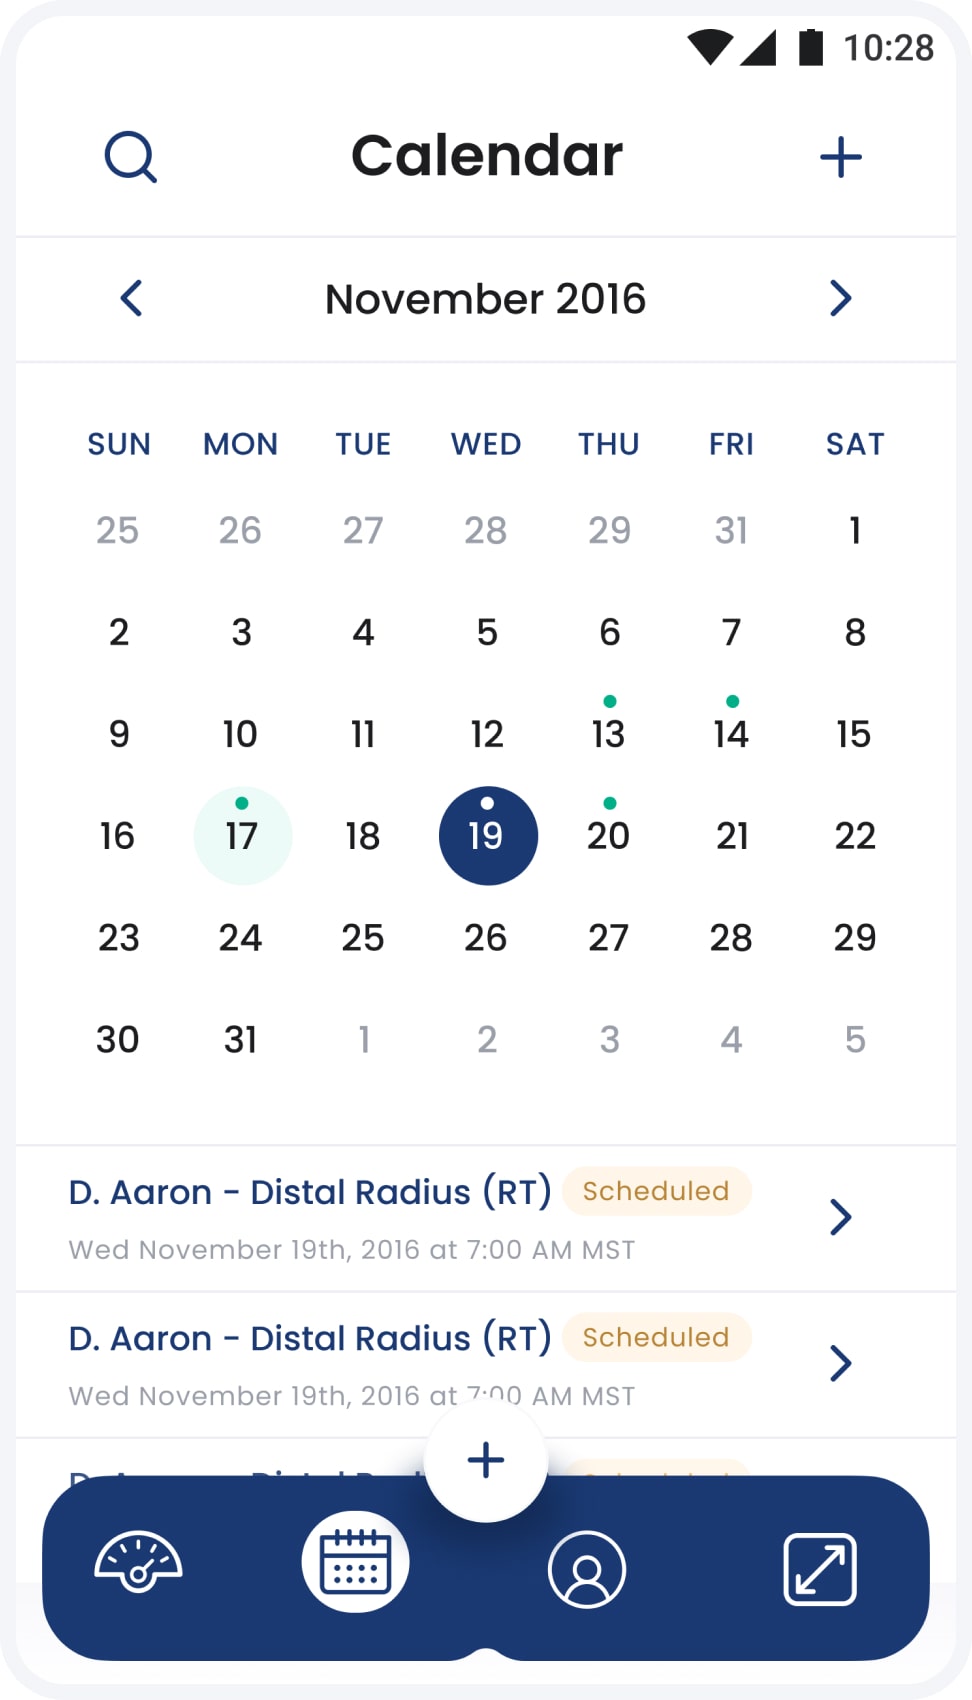 10:28
Calendar
November 2016
SUN MON TUE WED THU FRI SAT
25 26 27 28 29 31 1
2 3 4 5 6 7 8
9 10 11 12 13 14 15
16 17 18 19 20 21 22
23 24 25 26 27 28 29
30 31 1 2 3 4 5
D. Aaron - Distal Radius (RT) Scheduled
Wed November 19th, 2016 at 7:00 AM MST
D. Aaron - Distal Radius (RT) Scheduled
Wed November 19th, 2016 at 7:00 AM MST